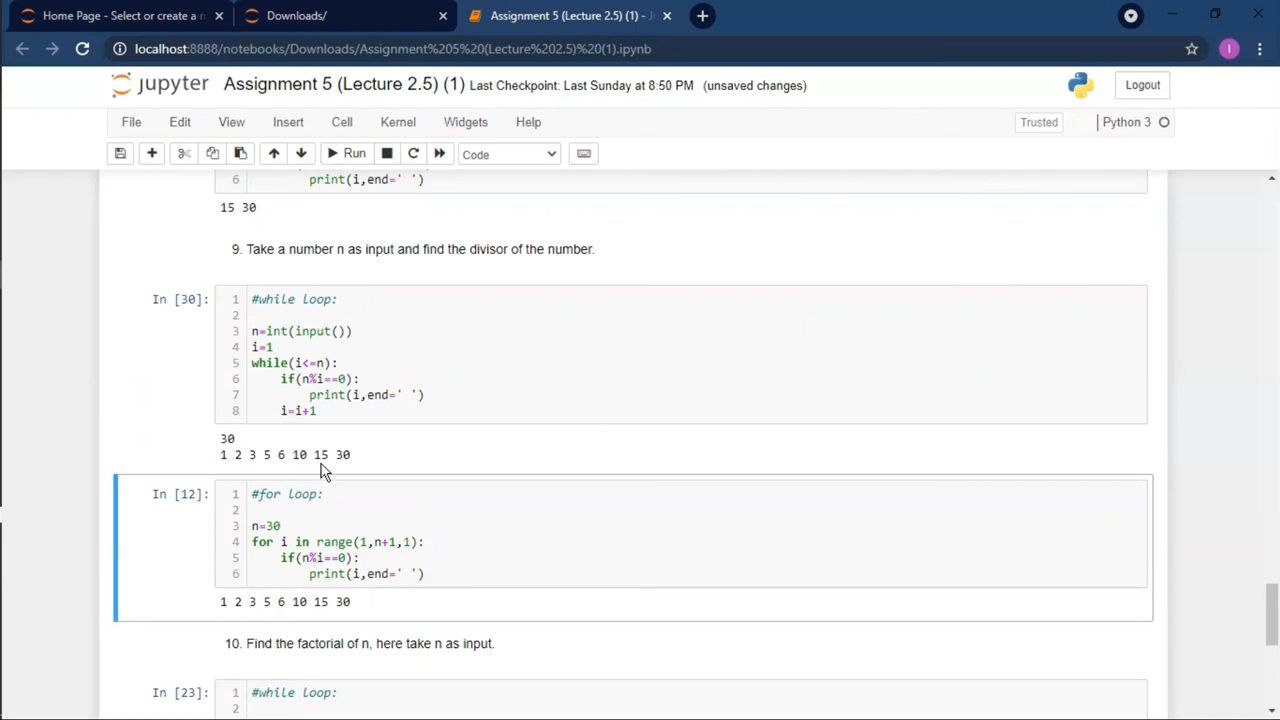 Home Page - Select or create a n
Downloads/
Assignment 5 (Lecture 2.5) (1) - J
localhost:8888/notebooks/Downloads/Assignment%205%20(Lecture%202.5)%20(1).ipynb
I
jupyter Assignment 5 (Lecture 2.5) (1) Last Checkpoint: Last Sunday at 8:50 PM (unsaved changes)
Logout
File Edit View Insert Cell Kernel Widgets Help
Trusted
Python 3
Run
Code
6 print(i,end=' ')
15 30
9. Take a number n as input and find the divisor of the number.
In [30]:
1 #while loop:
2
3 n=int(input())
4 i=1
5 while(i<=n):
6 if(n%i==0):
7 print(i,end=' ')
8 i=i+1
30
1 2 3 5 6 10 15 30
In [12]:
1 #for loop:
2
3 n=30
4 for i in range(1,n+1,1):
5 if(n%i==0):
6 print(i,end=' ')
1 2 3 5 6 10 15 30
10. Find the factorial of n, here take n as input.
In [23]:
1 #while loop:
2